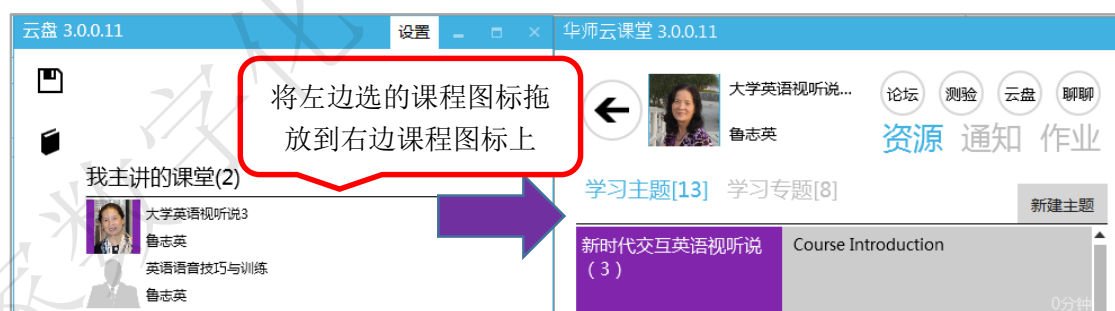 云盘 3.0.0.11
设置
将左边选的课程图标拖
放到右边课程图标上
我主讲的课堂(2)
大学英语视听说3
鲁志英
英语语音技巧与训练
鲁志英
华师云课堂 3.0.0.11
大学英语视听说...
鲁志英
论坛 测验 云盘 聊聊
资源 通知 作业
学习主题[13] 学习专题[8]
新建主题
新时代交互英语视听说
（3）
Course Introduction
0分钟